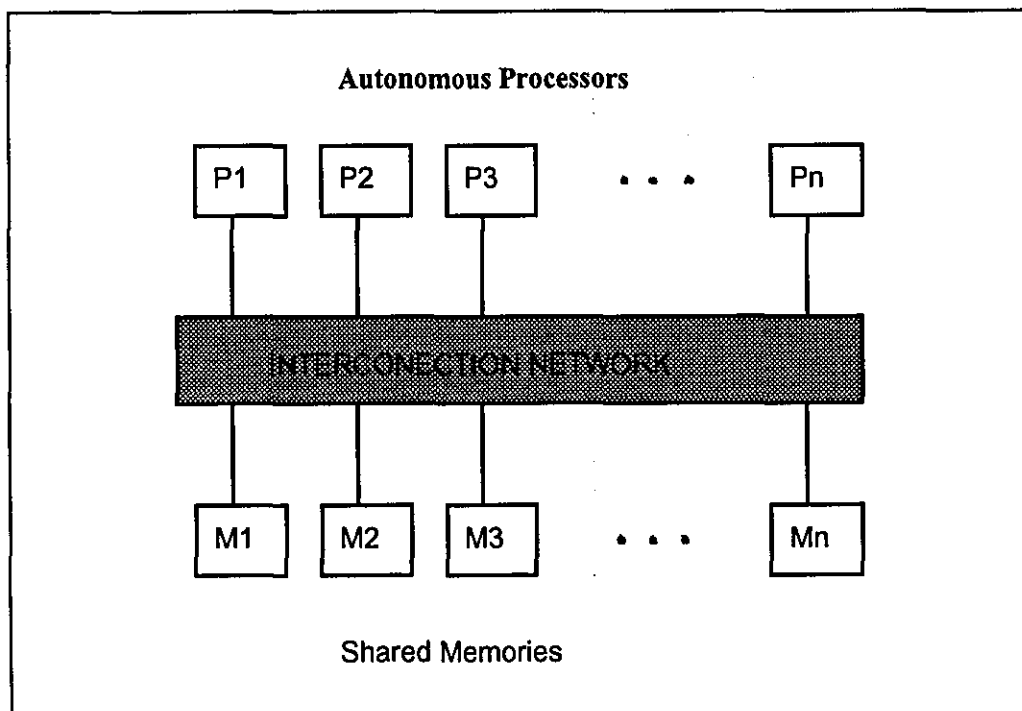 Autonomous Processors
P1 P2 P3 . . . Pn
INTERCONECTION NETWORK
M1 M2 M3 . . . Mn
Shared Memories